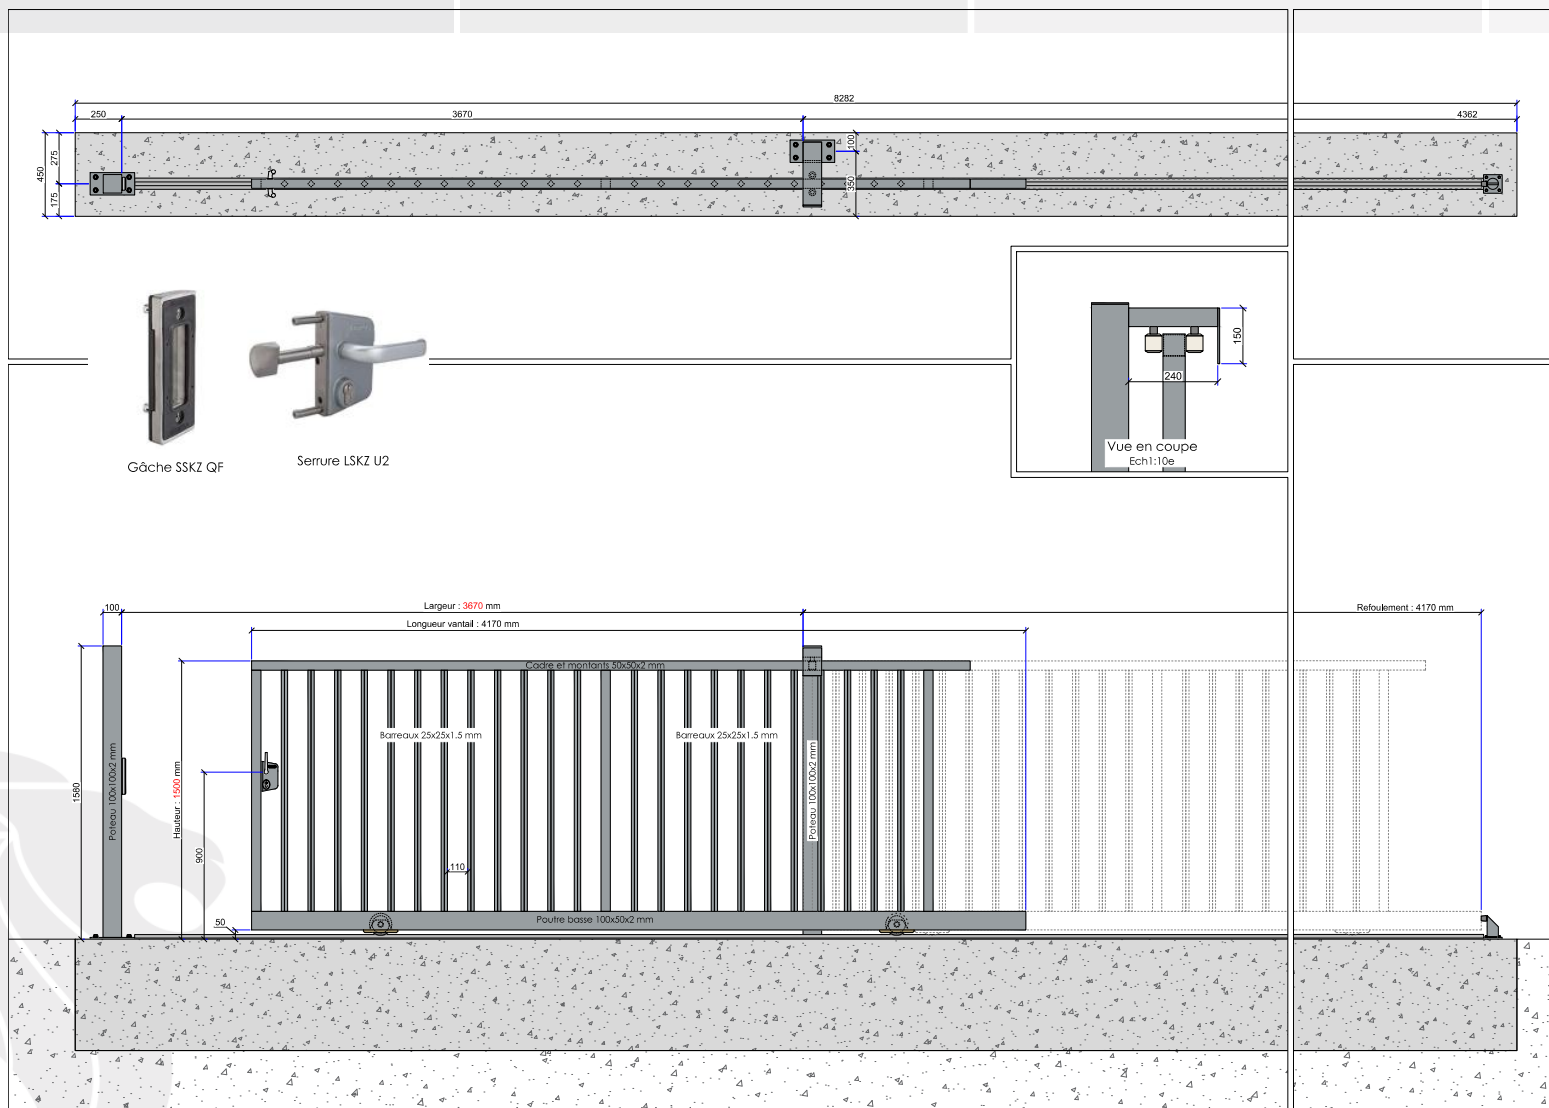 8282
250
3670
4362
450
275
175
100
350
150
240
Vue en coupe
Ech1:10e
Gâche SSKZ QF
Serrure LSKZ U2
100
Largeur : 3670 mm
Refoulement : 4170 mm
Longueur vantail : 4170 mm
Cadre et montants 50x50x2 mm
Barreaux 25x25x1.5 mm
Barreaux 25x25x1.5 mm
1580
Poteau 100x100x2 mm
Hauteur : 1500 mm
900
Poteau 100x100x2 mm
110
50
Poutre basse 100x50x2 mm